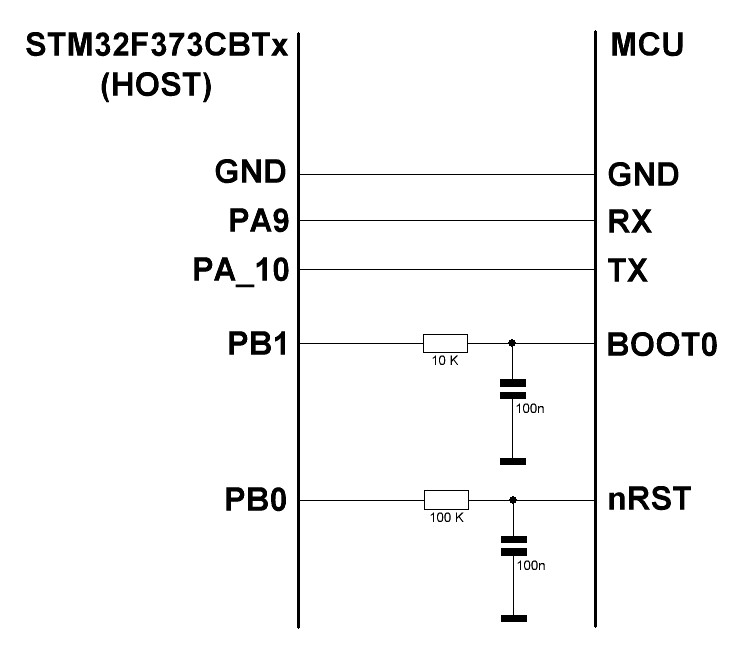 STM32F373CBTx
(HOST)
MCU
GND
GND
PA9
RX
PA_10
TX
PB1
10 K
BOOT0
100n
PB0
100 K
nRST
100n